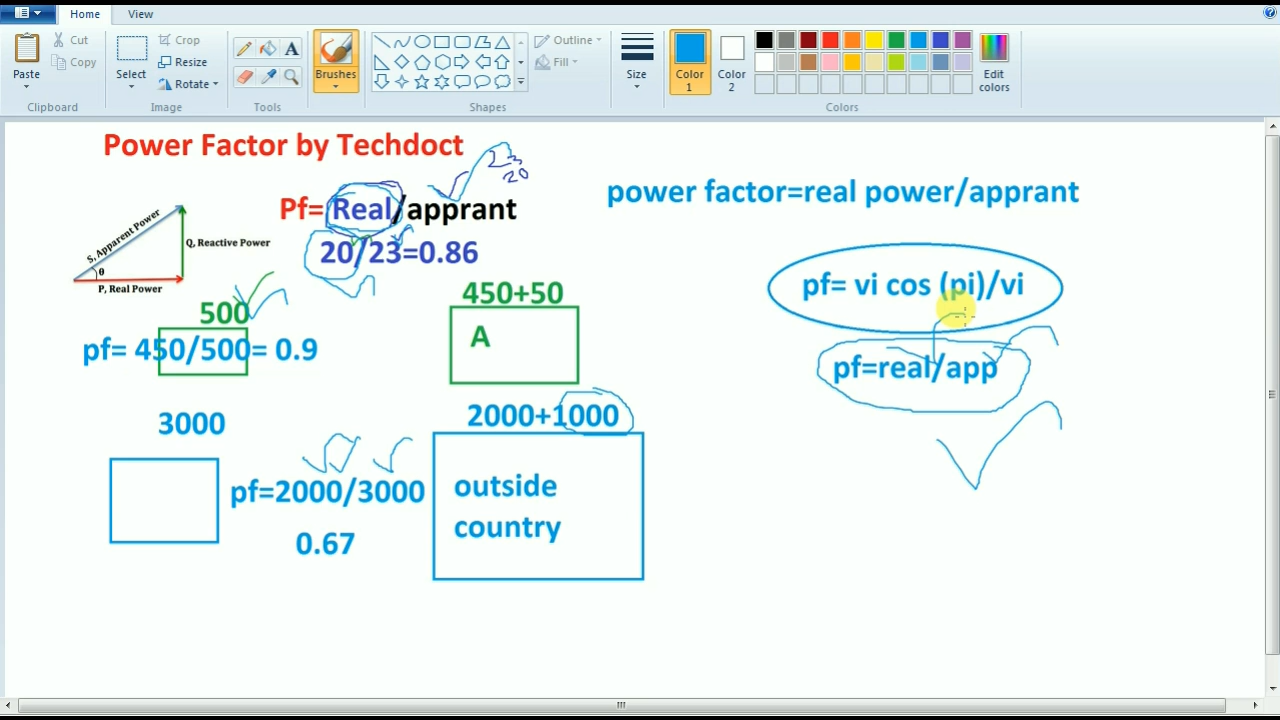 Home View
Paste
Cut
Copy
Clipboard
Select
Crop
Resize
Rotate
Image
A
Tools
Brushes
Shapes
Outline
Fill
Size
Color
1
Color
2
Edit
colors
Colors
Power Factor by Techdoct
23
20
Pf= Real/apprant
20/23=0.86
S, Apparent Power
Q, Reactive Power
θ
P, Real Power
500
pf= 450/500= 0.9
450+50
A
3000
pf=2000/3000
0.67
2000+1000
outside
country
power factor=real power/apprant
pf= vi cos (pi)/vi
pf=real/app